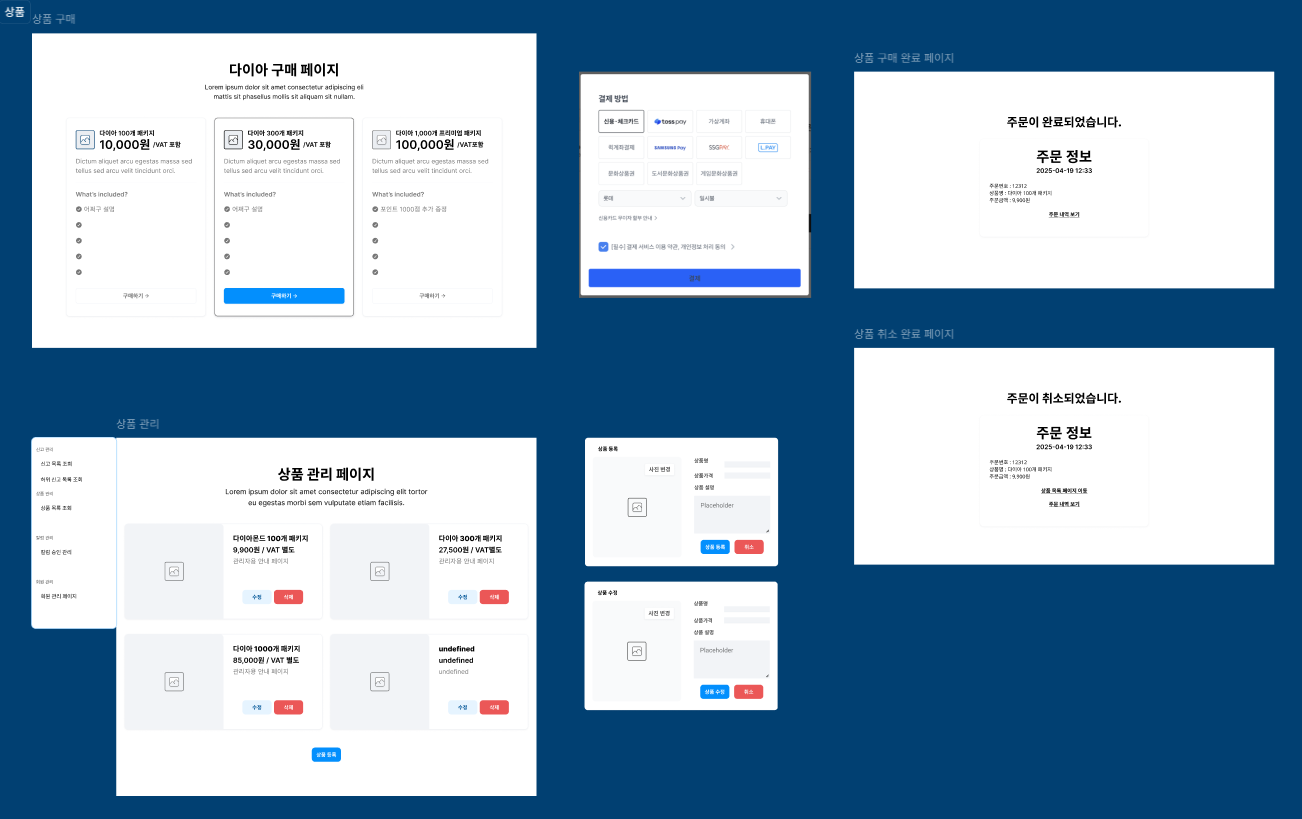 상품
상품 구매
다이아 구매 페이지
Lorem ipsum dolor sit amet consectetur adipiscing eli
mattis sit phasellus mollis sit aliquam sit nullam.
다이아 100개 패키지
10,000원 /VAT 포함
Dictum aliquet arcu egestas massa sed
tellus sed arcu velit tincidunt orci.
What's included?
어쩌구 설명
구매하기 →
다이아 300개 패키지
30,000원 /VAT 포함
Dictum aliquet arcu egestas massa sed
tellus sed arcu velit tincidunt orci.
What's included?
어쩌구 설명
구매하기 →
다이아 1,000개 프리미엄 패키지
100,000원 /VAT포함
Dictum aliquet arcu egestas massa sed
tellus sed arcu velit tincidunt orci.
What's included?
포인트 1000점 추가 증정
구매하기 →
결제 방법
신용·체크카드
toss pay
가상계좌
휴대폰
퀵계좌결제
SAMSUNG Pay
SSGPAY.
L.PAY
문화상품권
도서문화상품권
게임문화상품권
롯데
일시불
신용카드 무이자 할부 안내 >
[필수] 결제 서비스 이용 약관, 개인정보 처리 동의 >
결제
상품 구매 완료 페이지
주문이 완료되었습니다.
주문 정보
2025-04-19 12:33
주문번호 : 12312
상품명 : 다이아 100개 패키지
주문금액 : 9,900원
주문 내역 보기
상품 취소 완료 페이지
주문이 취소되었습니다.
주문 정보
2025-04-19 12:33
주문번호 : 12312
상품명 : 다이아 100개 패키지
주문금액 : 9,900원
상품 목록 페이지 이동
주문 내역 보기
상품 관리
신고 관리
신고 목록 조회
허위 신고 목록 조회
상품 관리
상품 목록 조회
칼럼 관리
칼럼 승인 관리
회원 관리
회원 관리 페이지
상품 관리 페이지
Lorem ipsum dolor sit amet consectetur adipiscing elit tortor
eu egestas morbi sem vulputate etiam facilisis.
다이아몬드 100개 패키지
9,900원 / VAT 별도
관리자용 안내 페이지
수정
삭제
다이아 300개 패키지
27,500원 / VAT별도
관리자용 안내 페이지
수정
삭제
다이아 1000개 패키지
85,000원 / VAT 별도
관리자용 안내 페이지
수정
삭제
undefined
undefined
undefined
수정
삭제
상품 등록
상품 등록
사진 변경
상품명
상품가격
상품 설명
Placeholder
상품 등록
취소
상품 수정
사진 변경
상품명
상품가격
상품 설명
Placeholder
상품 수정
취소